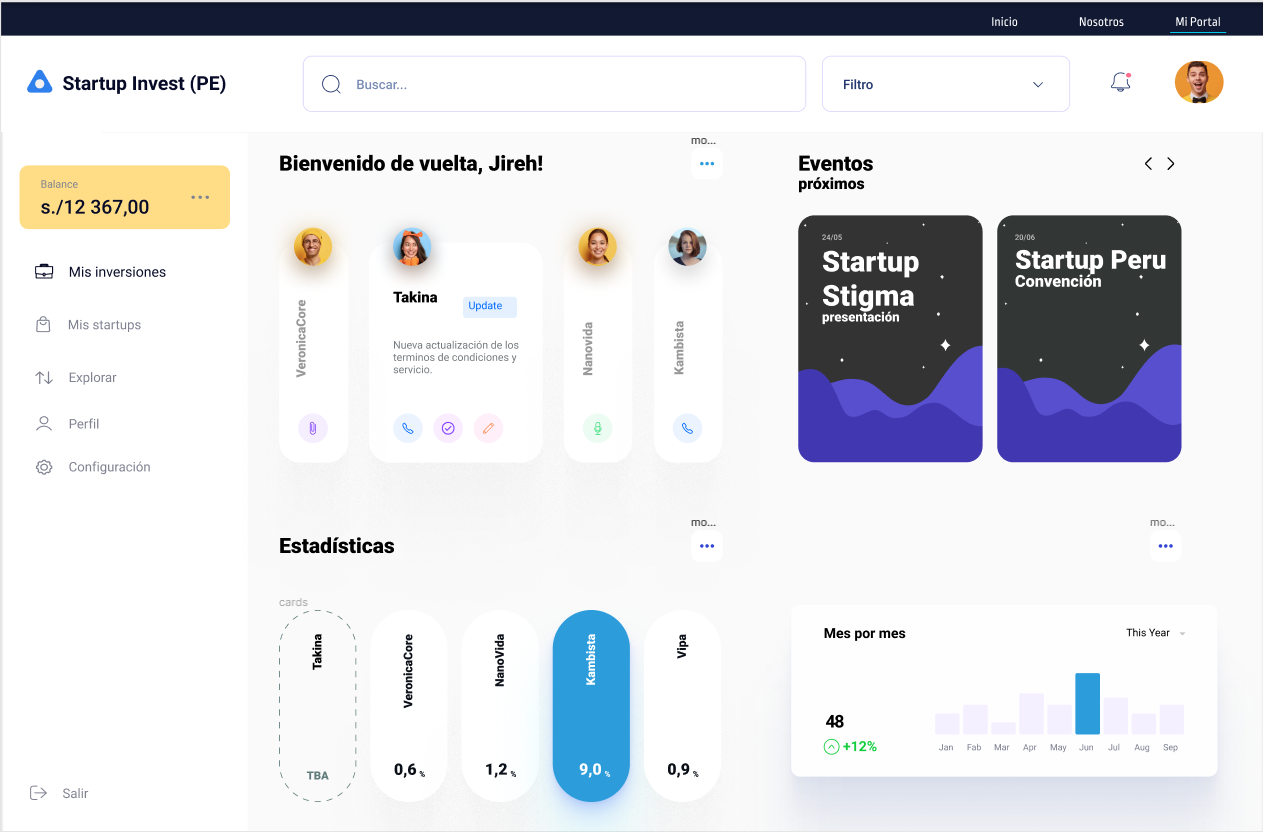 Inicio
Nosotros
Mi Portal
Startup Invest (PE)
Buscar...
Filtro
Balance
s./12 367,00
Mis inversiones
Mis startups
Explorar
Perfil
Configuración
Salir
Bienvenido de vuelta, Jireh!
mo...
VeronicaCore
Takina
Update
Nueva actualización de los
terminos de condiciones y
servicio.
Nanovida
Kambista
Eventos
próximos
24/05
Startup
Stigma
presentación
20/06
Startup Peru
Convención
Estadísticas
mo...
cards
Takina
TBA
VeronicaCore
0,6 %
NanoVida
1,2 %
Kambista
9,0 %
Vipa
0,9 %
mo...
Mes por mes
This Year
48
+12%
Jan Fab Mar Apr May Jun Jul Aug Sep